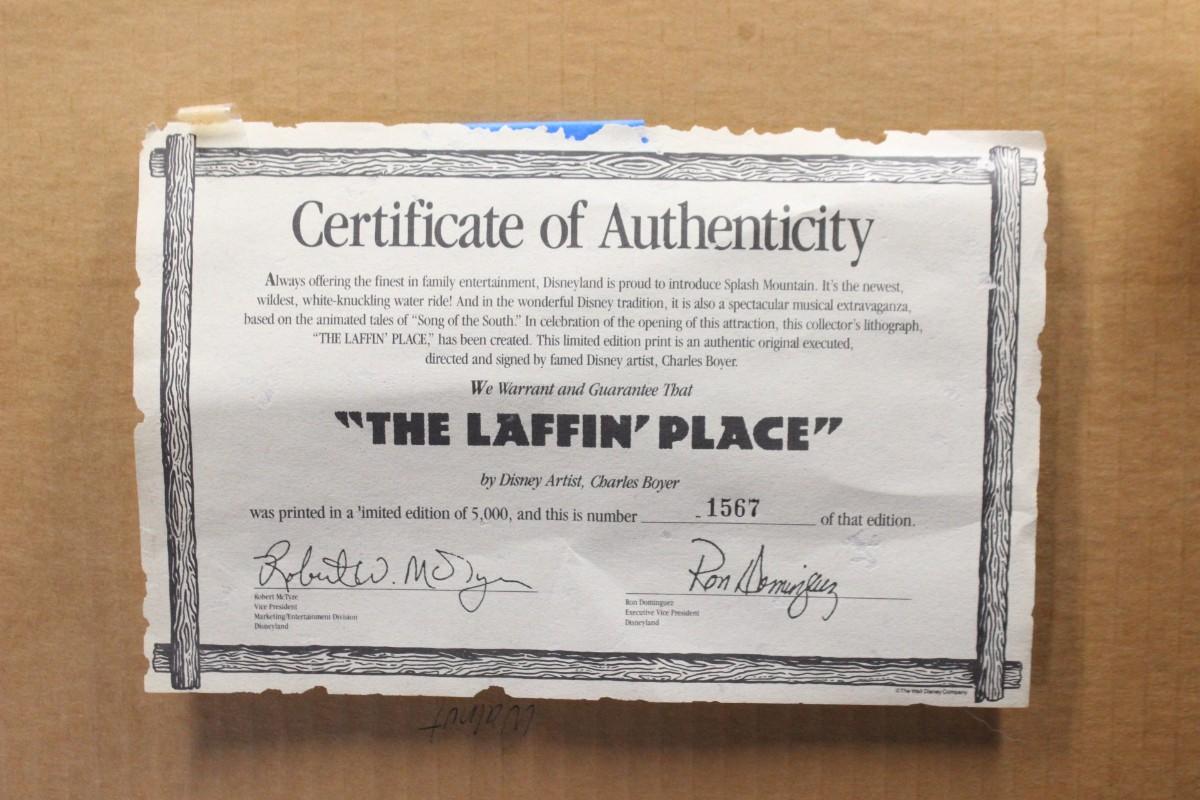 Certificate of Authenticity
Always offering the finest in family entertainment, Disneyland is proud to introduce Splash Mountain. It's the newest,
wildest, white-knuckling water ride! And in the wonderful Disney tradition, it is also a spectacular musical extravaganza,
based on the animated tales of "Song of the South." In celebration of the opening of this attraction, this collector's lithograph,
"THE LAFFIN' PLACE," has been created. This limited edition print is an authentic original executed,
directed and signed by famed Disney artist, Charles Boyer.
We Warrant and Guarantee That
"THE LAFFIN' PLACE"
by Disney Artist, Charles Boyer
was printed in a 'imited edition of 5,000, and this is number 1567 of that edition.
Robert W. McTyre
Ron Dominguez
Robert McTyre
Vice President
Marketing/Entertainment Division
Disneyland
Ron Dominguez
Executive Vice President
Disneyland
©The Walt Disney Company
Walnut